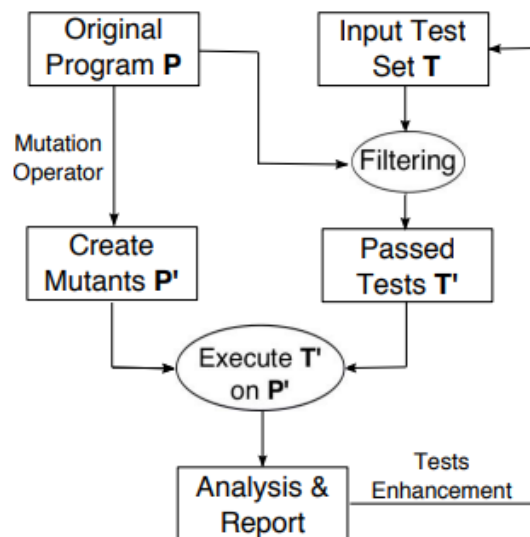 Original
Program P
Input Test
Set T
Mutation
Operator
Filtering
Create
Mutants P'
Passed
Tests T'
Execute T'
on P'
Analysis &
Report
Tests
Enhancement